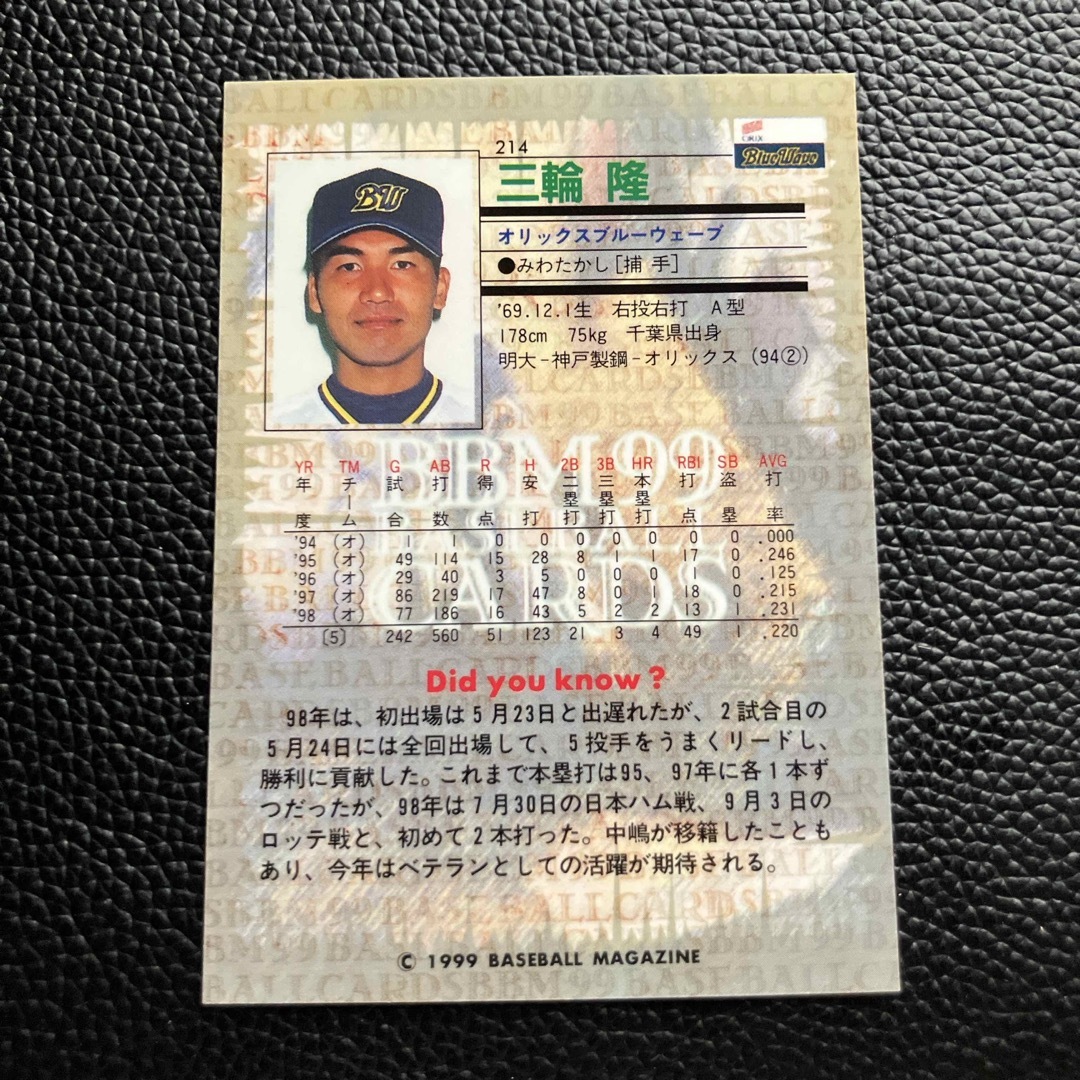 214
三輪 隆
ORIX
BlueWave
BW
オリックスブルーウェーブ
●みわたかし［捕 手］
'69.12.1生 右投右打 A型
178cm 75kg 千葉県出身
明大－神戸製鋼－オリックス（94②）
BBM 99
BASEBALL
CARDS
YR TM G AB R H 2B 3B HR RBI SB AVG
年度 チーム 試合 打数 得点 安打 二塁打 三塁打 本塁打 打点 盗塁 打率
'94 (オ) 1 1 0 0 0 0 0 0 0 .000
'95 (オ) 49 114 15 28 8 1 1 17 0 .246
'96 (オ) 29 40 3 5 0 0 0 1 0 .125
'97 (オ) 86 219 17 47 8 0 1 18 0 .215
'98 (オ) 77 186 16 43 5 2 2 13 1 .231
〔5〕 242 560 51 123 21 3 4 49 1 .220
Did you know ?
98年は、初出場は5月23日と出遅れたが、2試合目の
5月24日には全回出場して、5投手をうまくリードし、
勝利に貢献した。これまで本塁打は95、97年に各1本ず
つだったが、98年は7月30日の日本ハム戦、9月3日の
ロッテ戦と、初めて2本打った。中嶋が移籍したことも
あり、今年はベテランとしての活躍が期待される。
© 1999 BASEBALL MAGAZINE